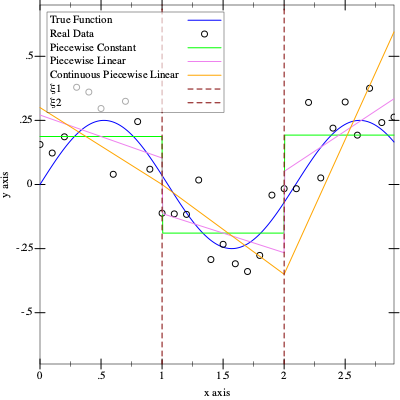 True Function
Real Data
Piecewise Constant
Piecewise Linear
Continuous Piecewise Linear
ξ1
ξ2
.5
.25
0
-.25
-.5
y axis
0 .5 1 1.5 2 2.5
x axis